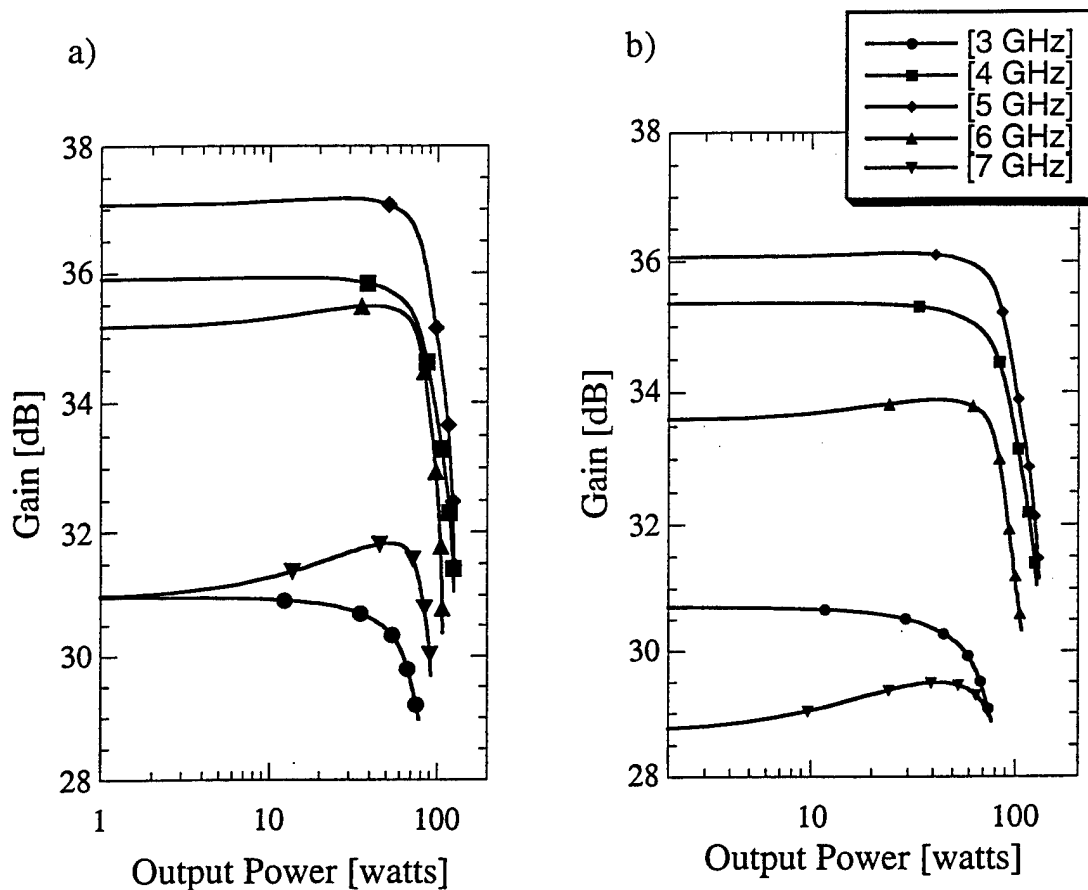 a)
38
36
34
32
30
28
Gain [dB]
1
10
100
Output Power [watts]
b)
[3 GHz]
[4 GHz]
[5 GHz]
[6 GHz]
[7 GHz]
38
36
34
32
30
28
Gain [dB]
10
100
Output Power [watts]